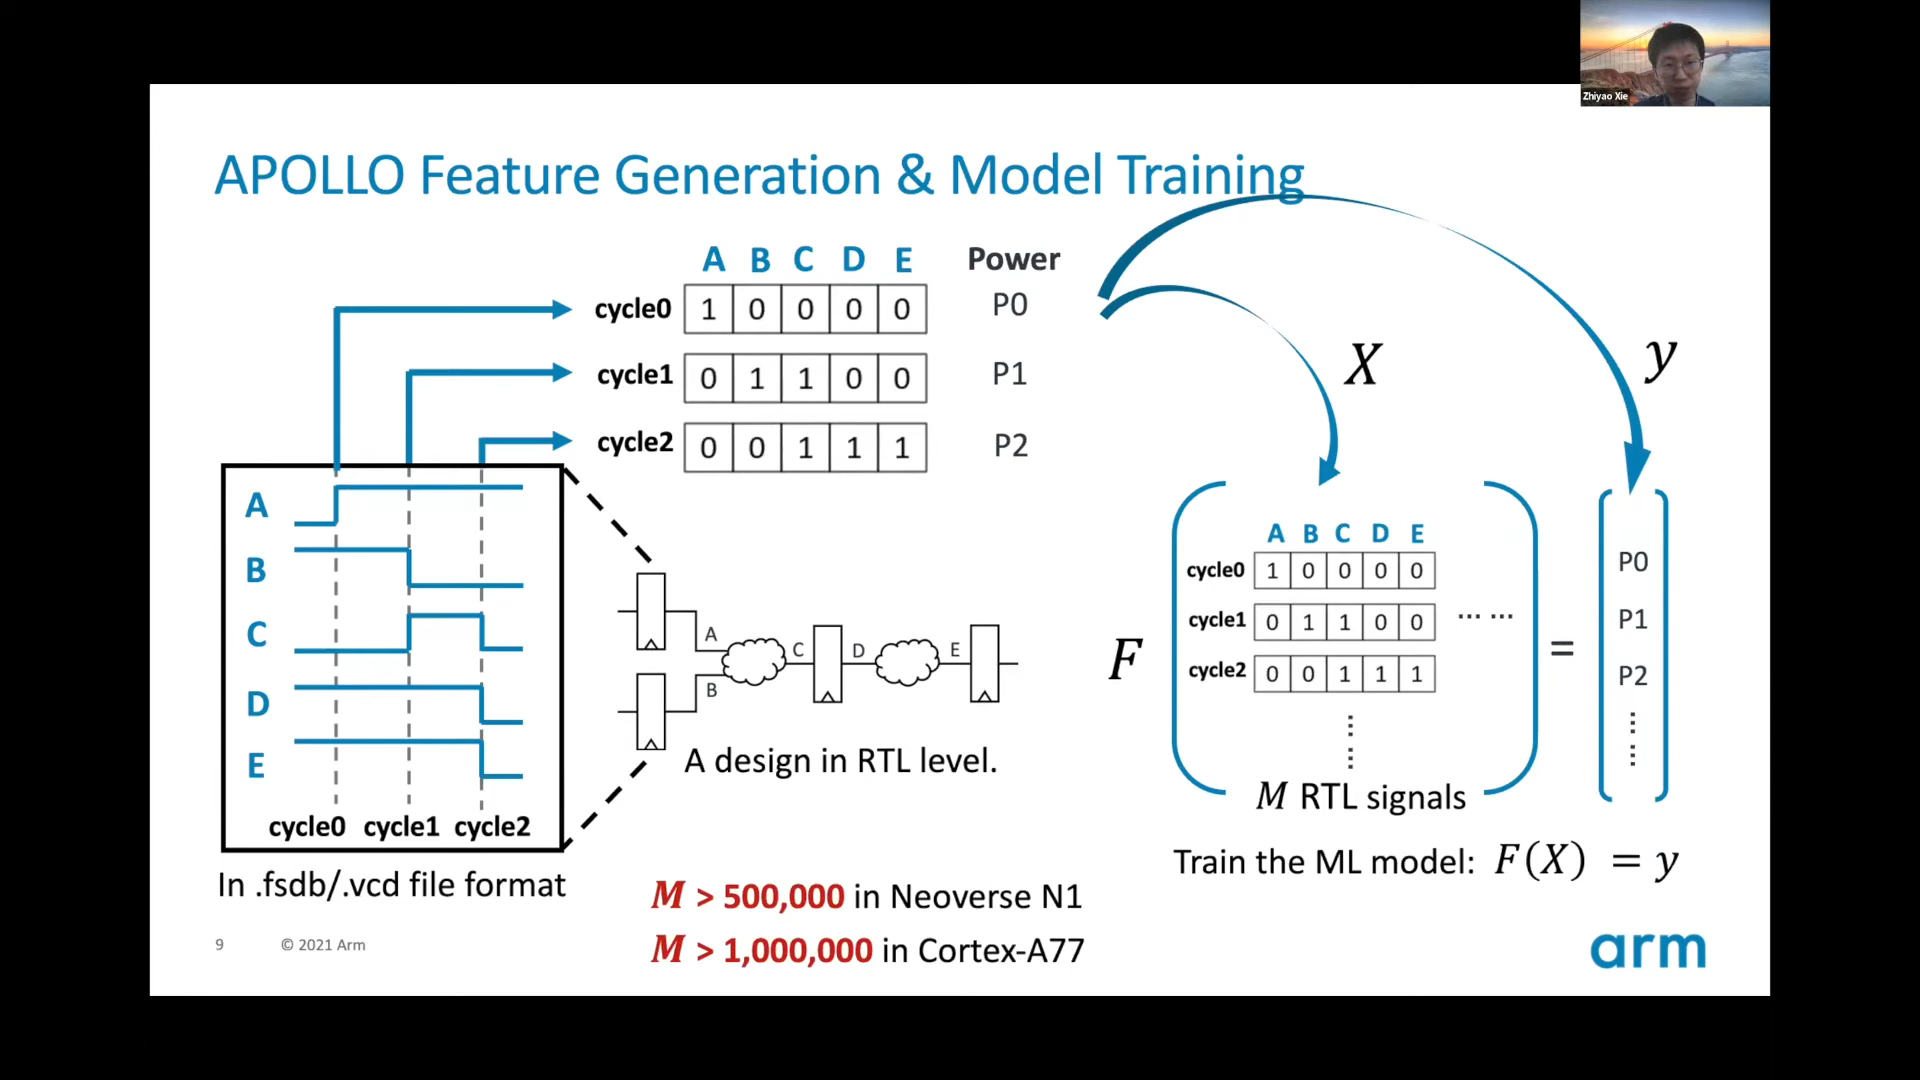 Zhiyao Xie
APOLLO Feature Generation & Model Training
A B C D E Power
cycle0 1 0 0 0 0 P0
cycle1 0 1 1 0 0 P1
cycle2 0 0 1 1 1 P2
X
y
A
B
C
D
E
cycle0 cycle1 cycle2
In .fsdb/.vcd file format
A
B
C
D
E
A design in RTL level.
F
A B C D E
cycle0 1 0 0 0 0
cycle1 0 1 1 0 0 ... ...
cycle2 0 0 1 1 1
M RTL signals
=
P0
P1
P2
Train the ML model: F(X) = y
M > 500,000 in Neoverse N1
M > 1,000,000 in Cortex-A77
9 © 2021 Arm
arm